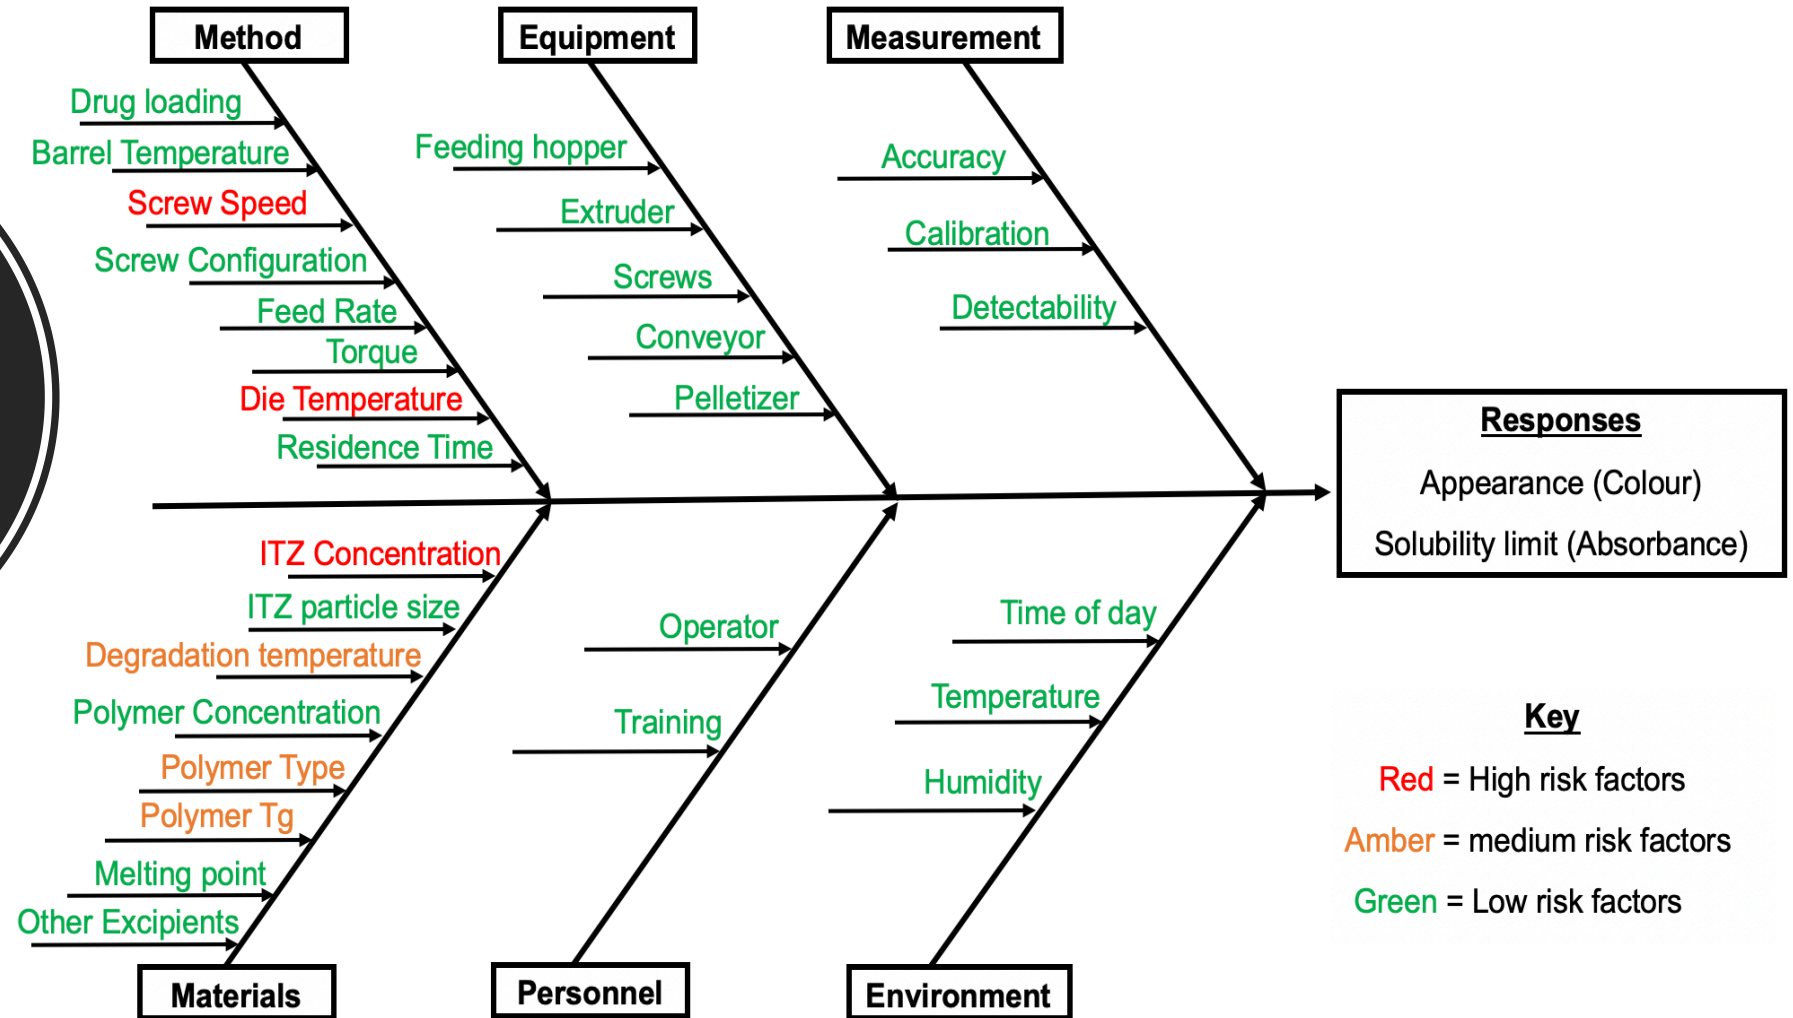 Method
Drug loading
Barrel Temperature
Screw Speed
Screw Configuration
Feed Rate
Torque
Die Temperature
Residence Time
Equipment
Feeding hopper
Extruder
Screws
Conveyor
Pelletizer
Measurement
Accuracy
Calibration
Detectability
Responses
Appearance (Colour)
Solubility limit (Absorbance)
ITZ Concentration
ITZ particle size
Degradation temperature
Polymer Concentration
Polymer Type
Polymer Tg
Melting point
Other Excipients
Materials
Operator
Training
Personnel
Time of day
Temperature
Humidity
Environment
Key
Red = High risk factors
Amber = medium risk factors
Green = Low risk factors